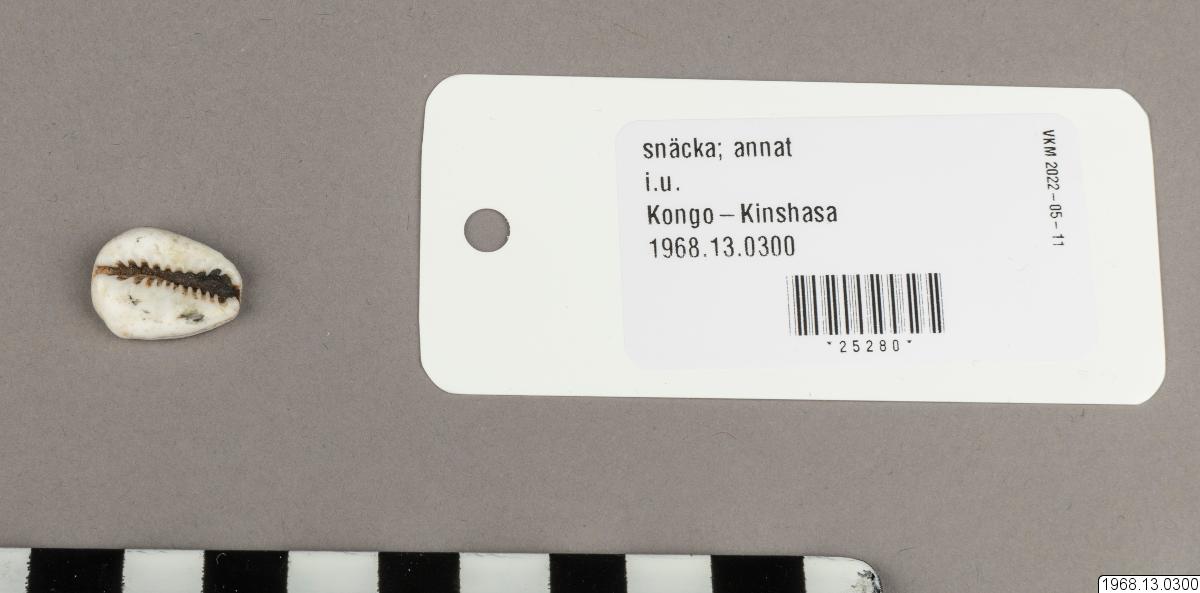 snäcka; annat
i.u.
Kongo – Kinshasa
1968.13.0300
*25280*
VKM 2022-05-11
1968.13.0300